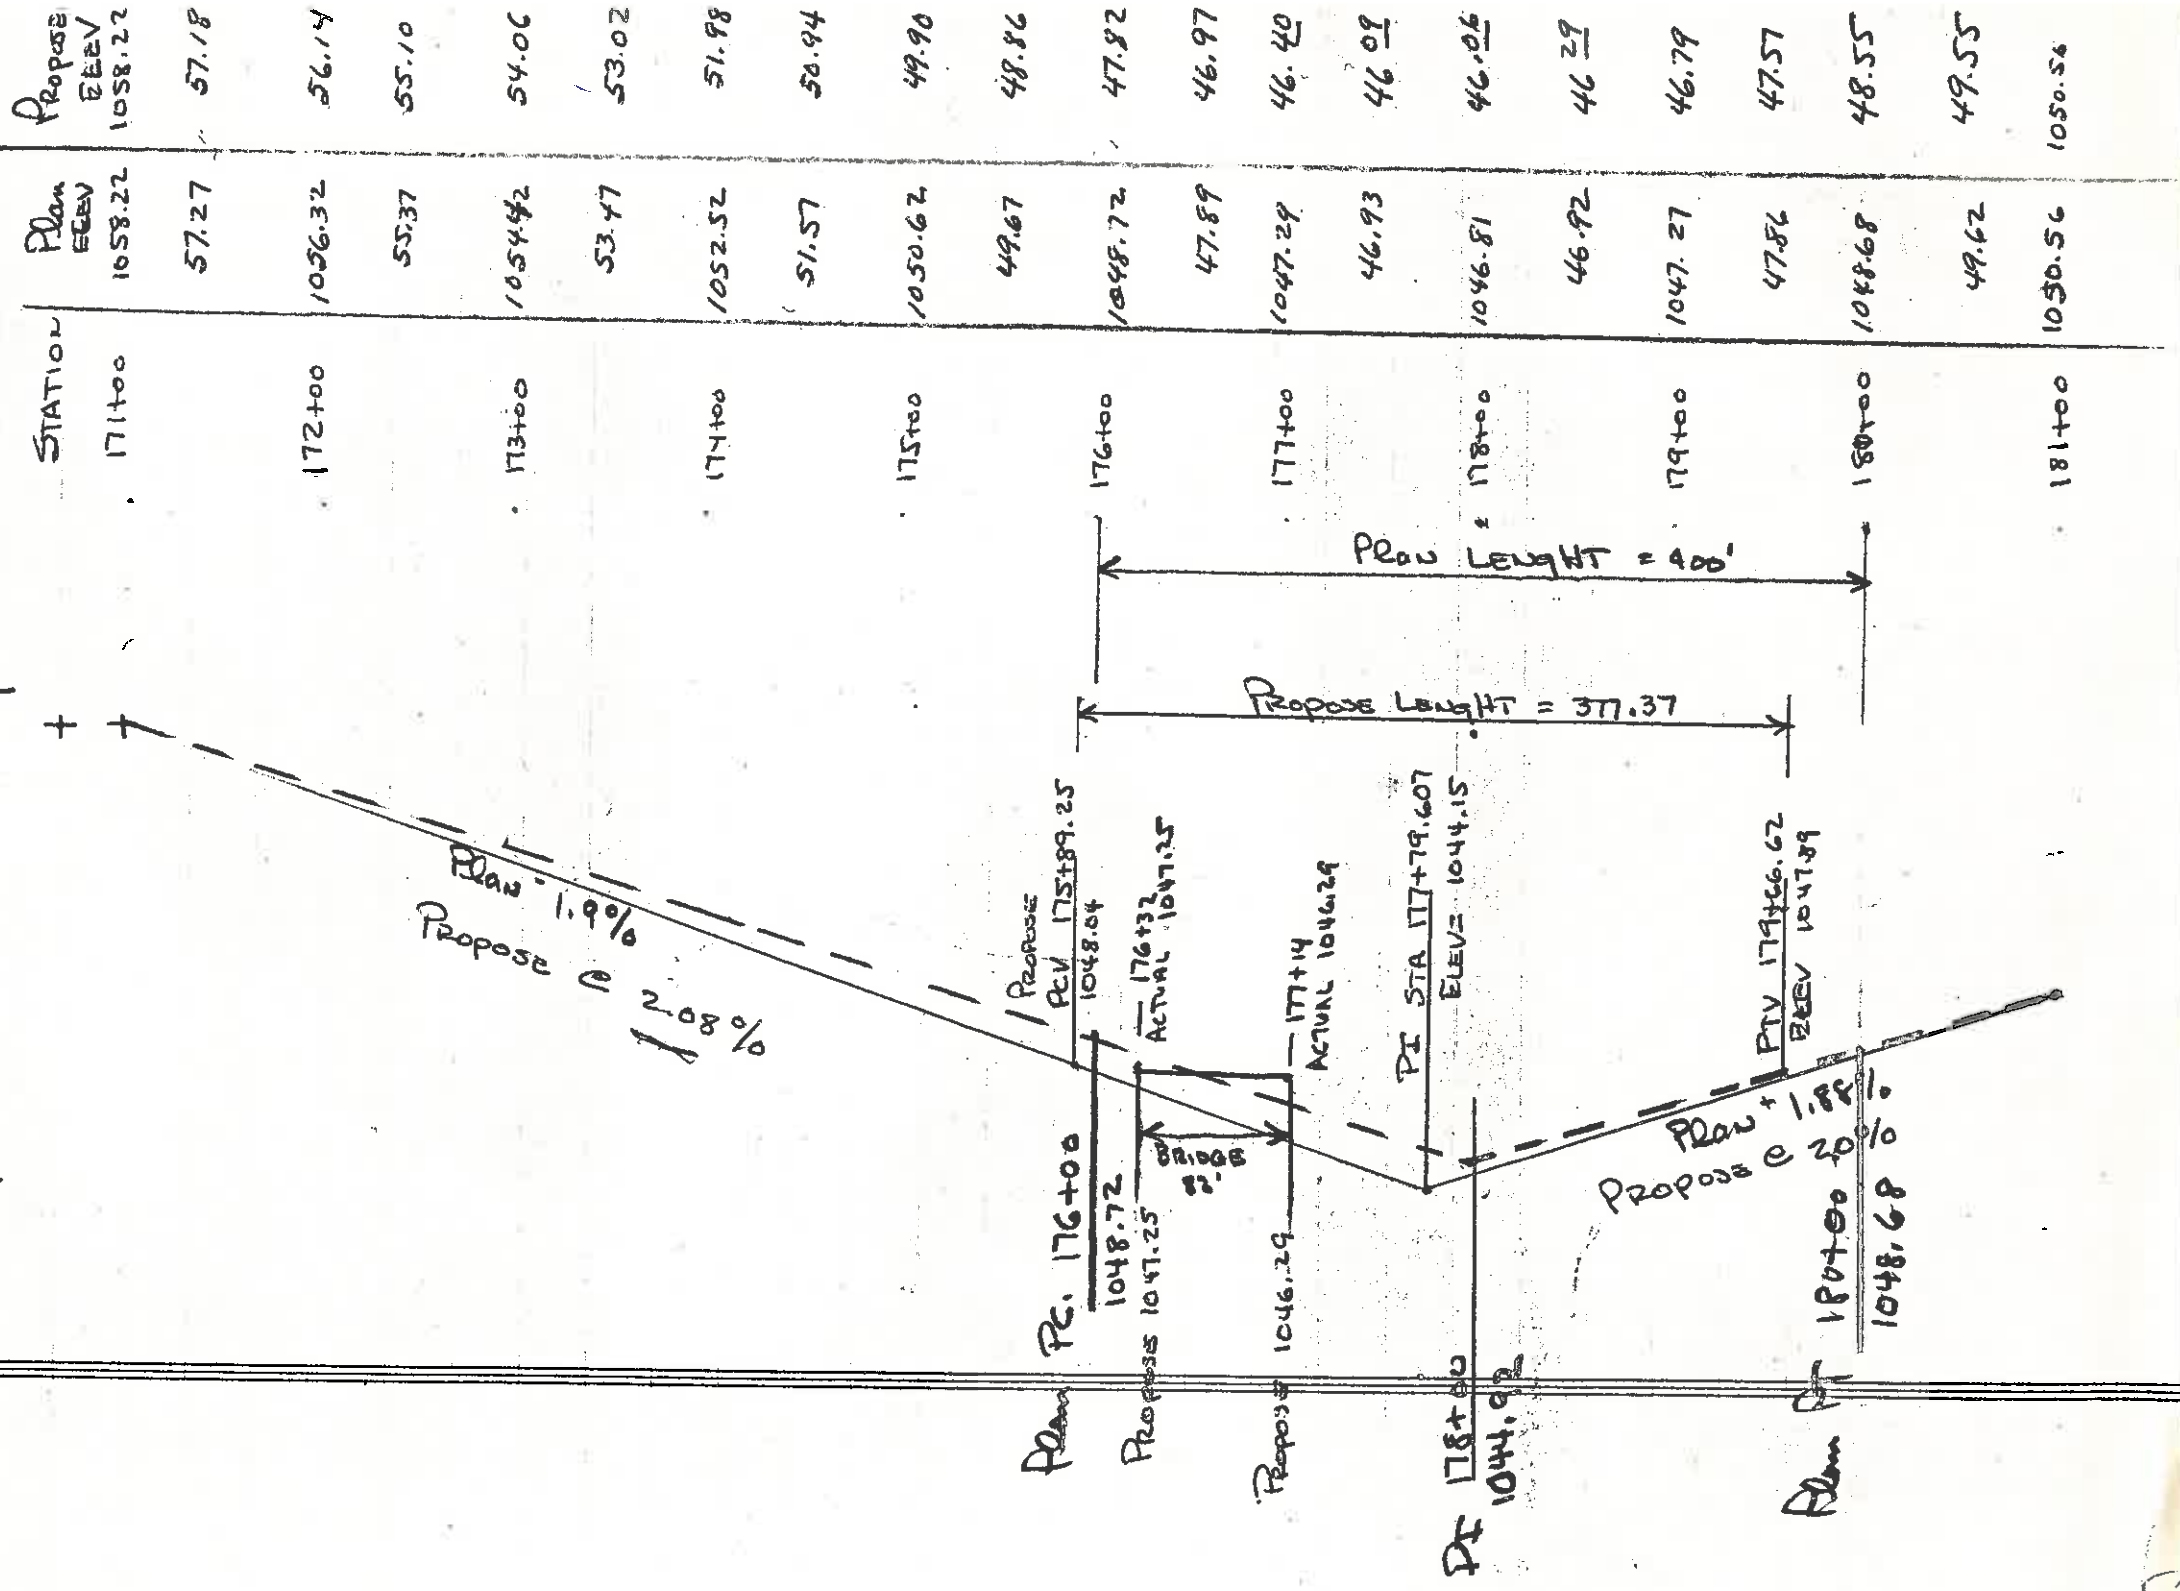 STATION
Plan
ELEV
PROPOSE
ELEV
171+00 1058.22 1058.22
57.27 57.18
172+00 1056.32 56.14
55.37 55.10
173+00 1054.42 54.06
53.47 53.02
174+00 1052.52 51.98
51.57 50.94
175+00 1050.62 49.90
49.67 48.86
176+00 1048.72 47.82
47.89 46.97
177+00 1047.29 46.40
46.93 46 09
178+00 1046.81 46.06
46.92 46 29
179+00 1047.27 46.79
47.86 47.57
180+00 1048.68 48.55
49.62 49.55
181+00 1050.56 1050.56
PLAN LENGHT = 400'
PROPOSE LENGHT = 377.37
Plan - 1.9%
PROPOSE @ 2.08%
PROPOSE
PCV 175+89.25
1048.04
176+32
ACTUAL 1047.25
177+14
ACTUAL 1046.29
PI STA 177+79.607
ELEV= 1044.15
PTV 179+66.62
ELEV 1047.89
BRIDGE
82'
Plan + 1.88%
PROPOSE @ 2.0%
Plan PC. 176+00
1048.72
PROPOSE 1047.25
PROPOSE 1046.29
PI 178+00
1044.92
Plan PT 180+00
1048.68